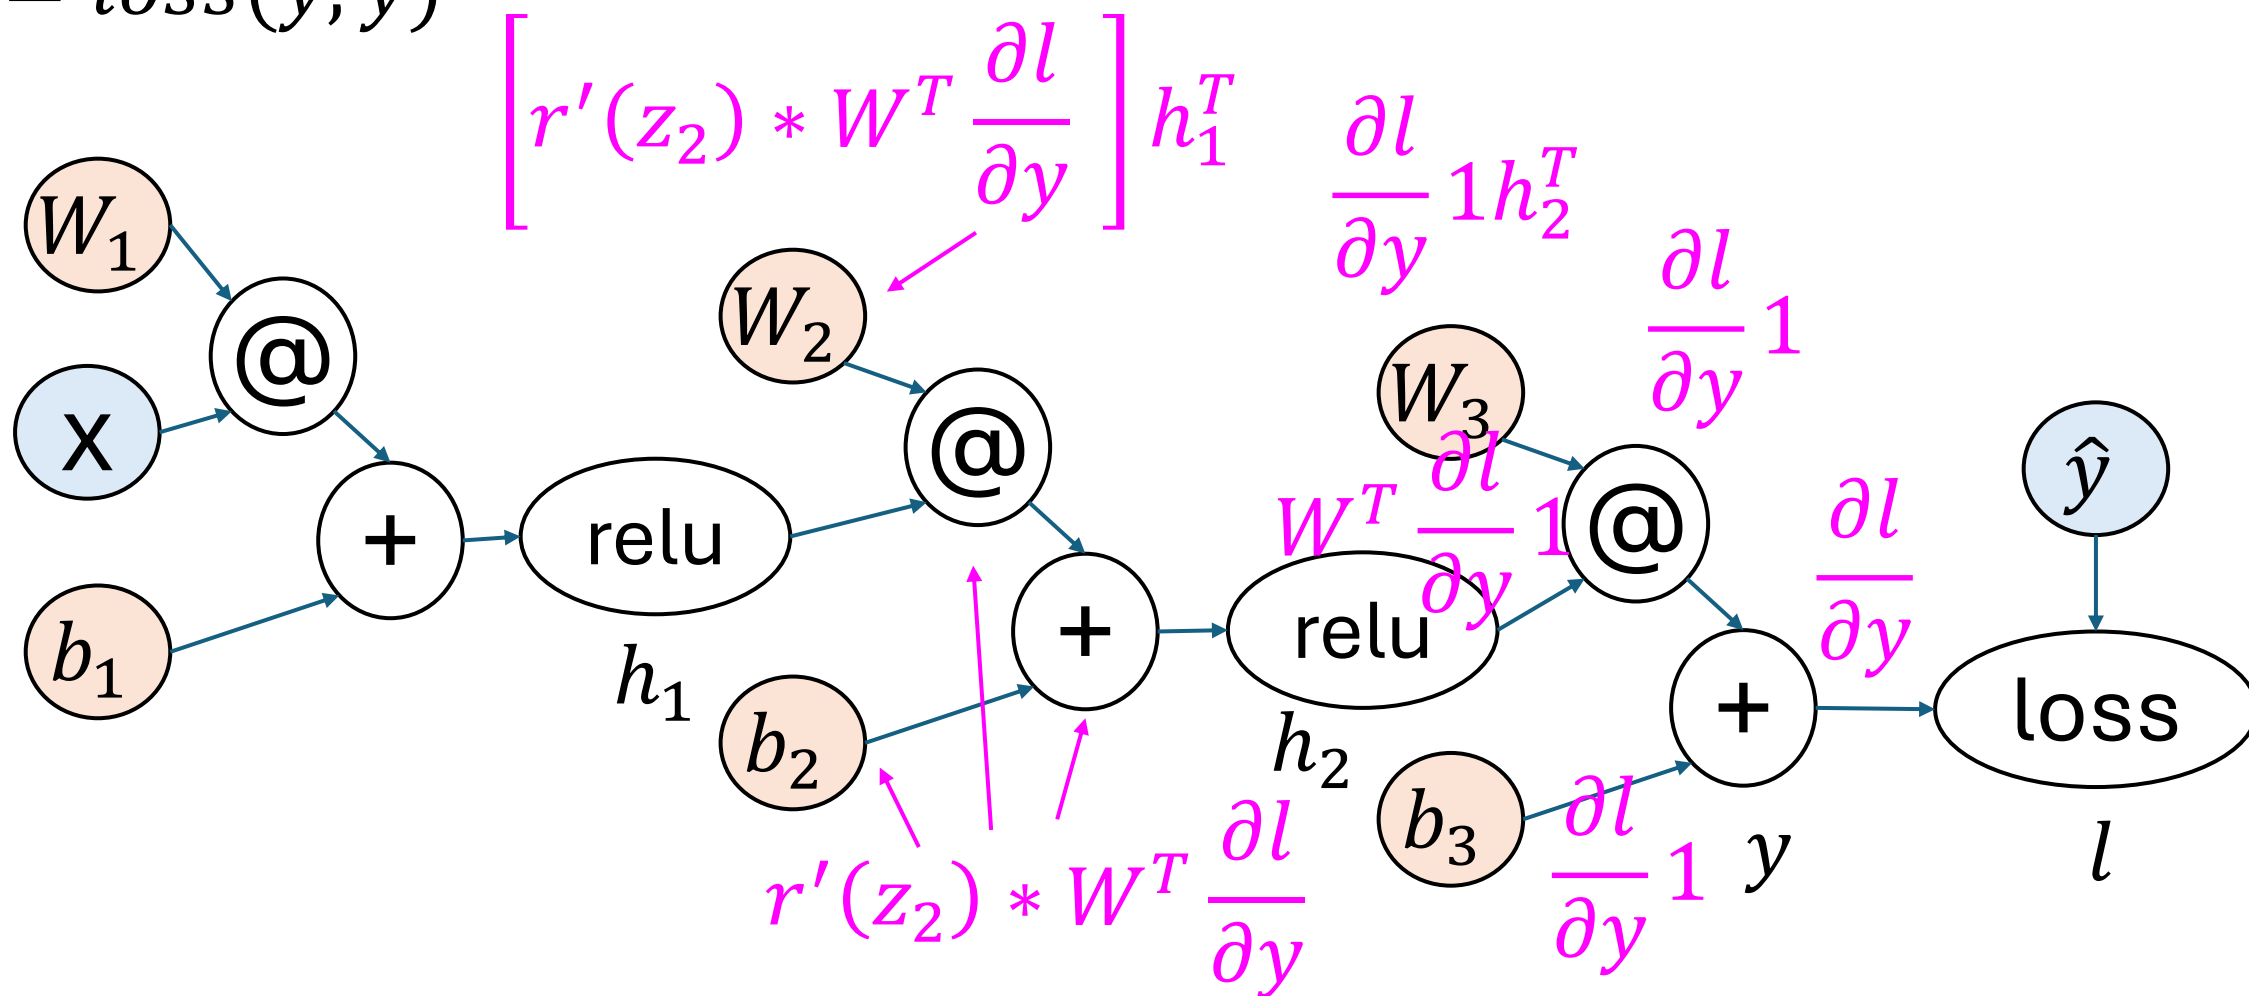 = loss(y, ŷ)
[r′(z₂) * Wᵀ ∂l/∂y] h₁ᵀ
∂l/∂y 1h₂ᵀ
∂l/∂y 1
W₁
@
x
+
b₁
relu
h₁
W₂
@
+
b₂
r′(z₂) * Wᵀ ∂l/∂y
relu
h₂
Wᵀ ∂l/∂y 1
W₃
@
+
b₃
∂l/∂y 1
y
∂l/∂y
ŷ
loss
l